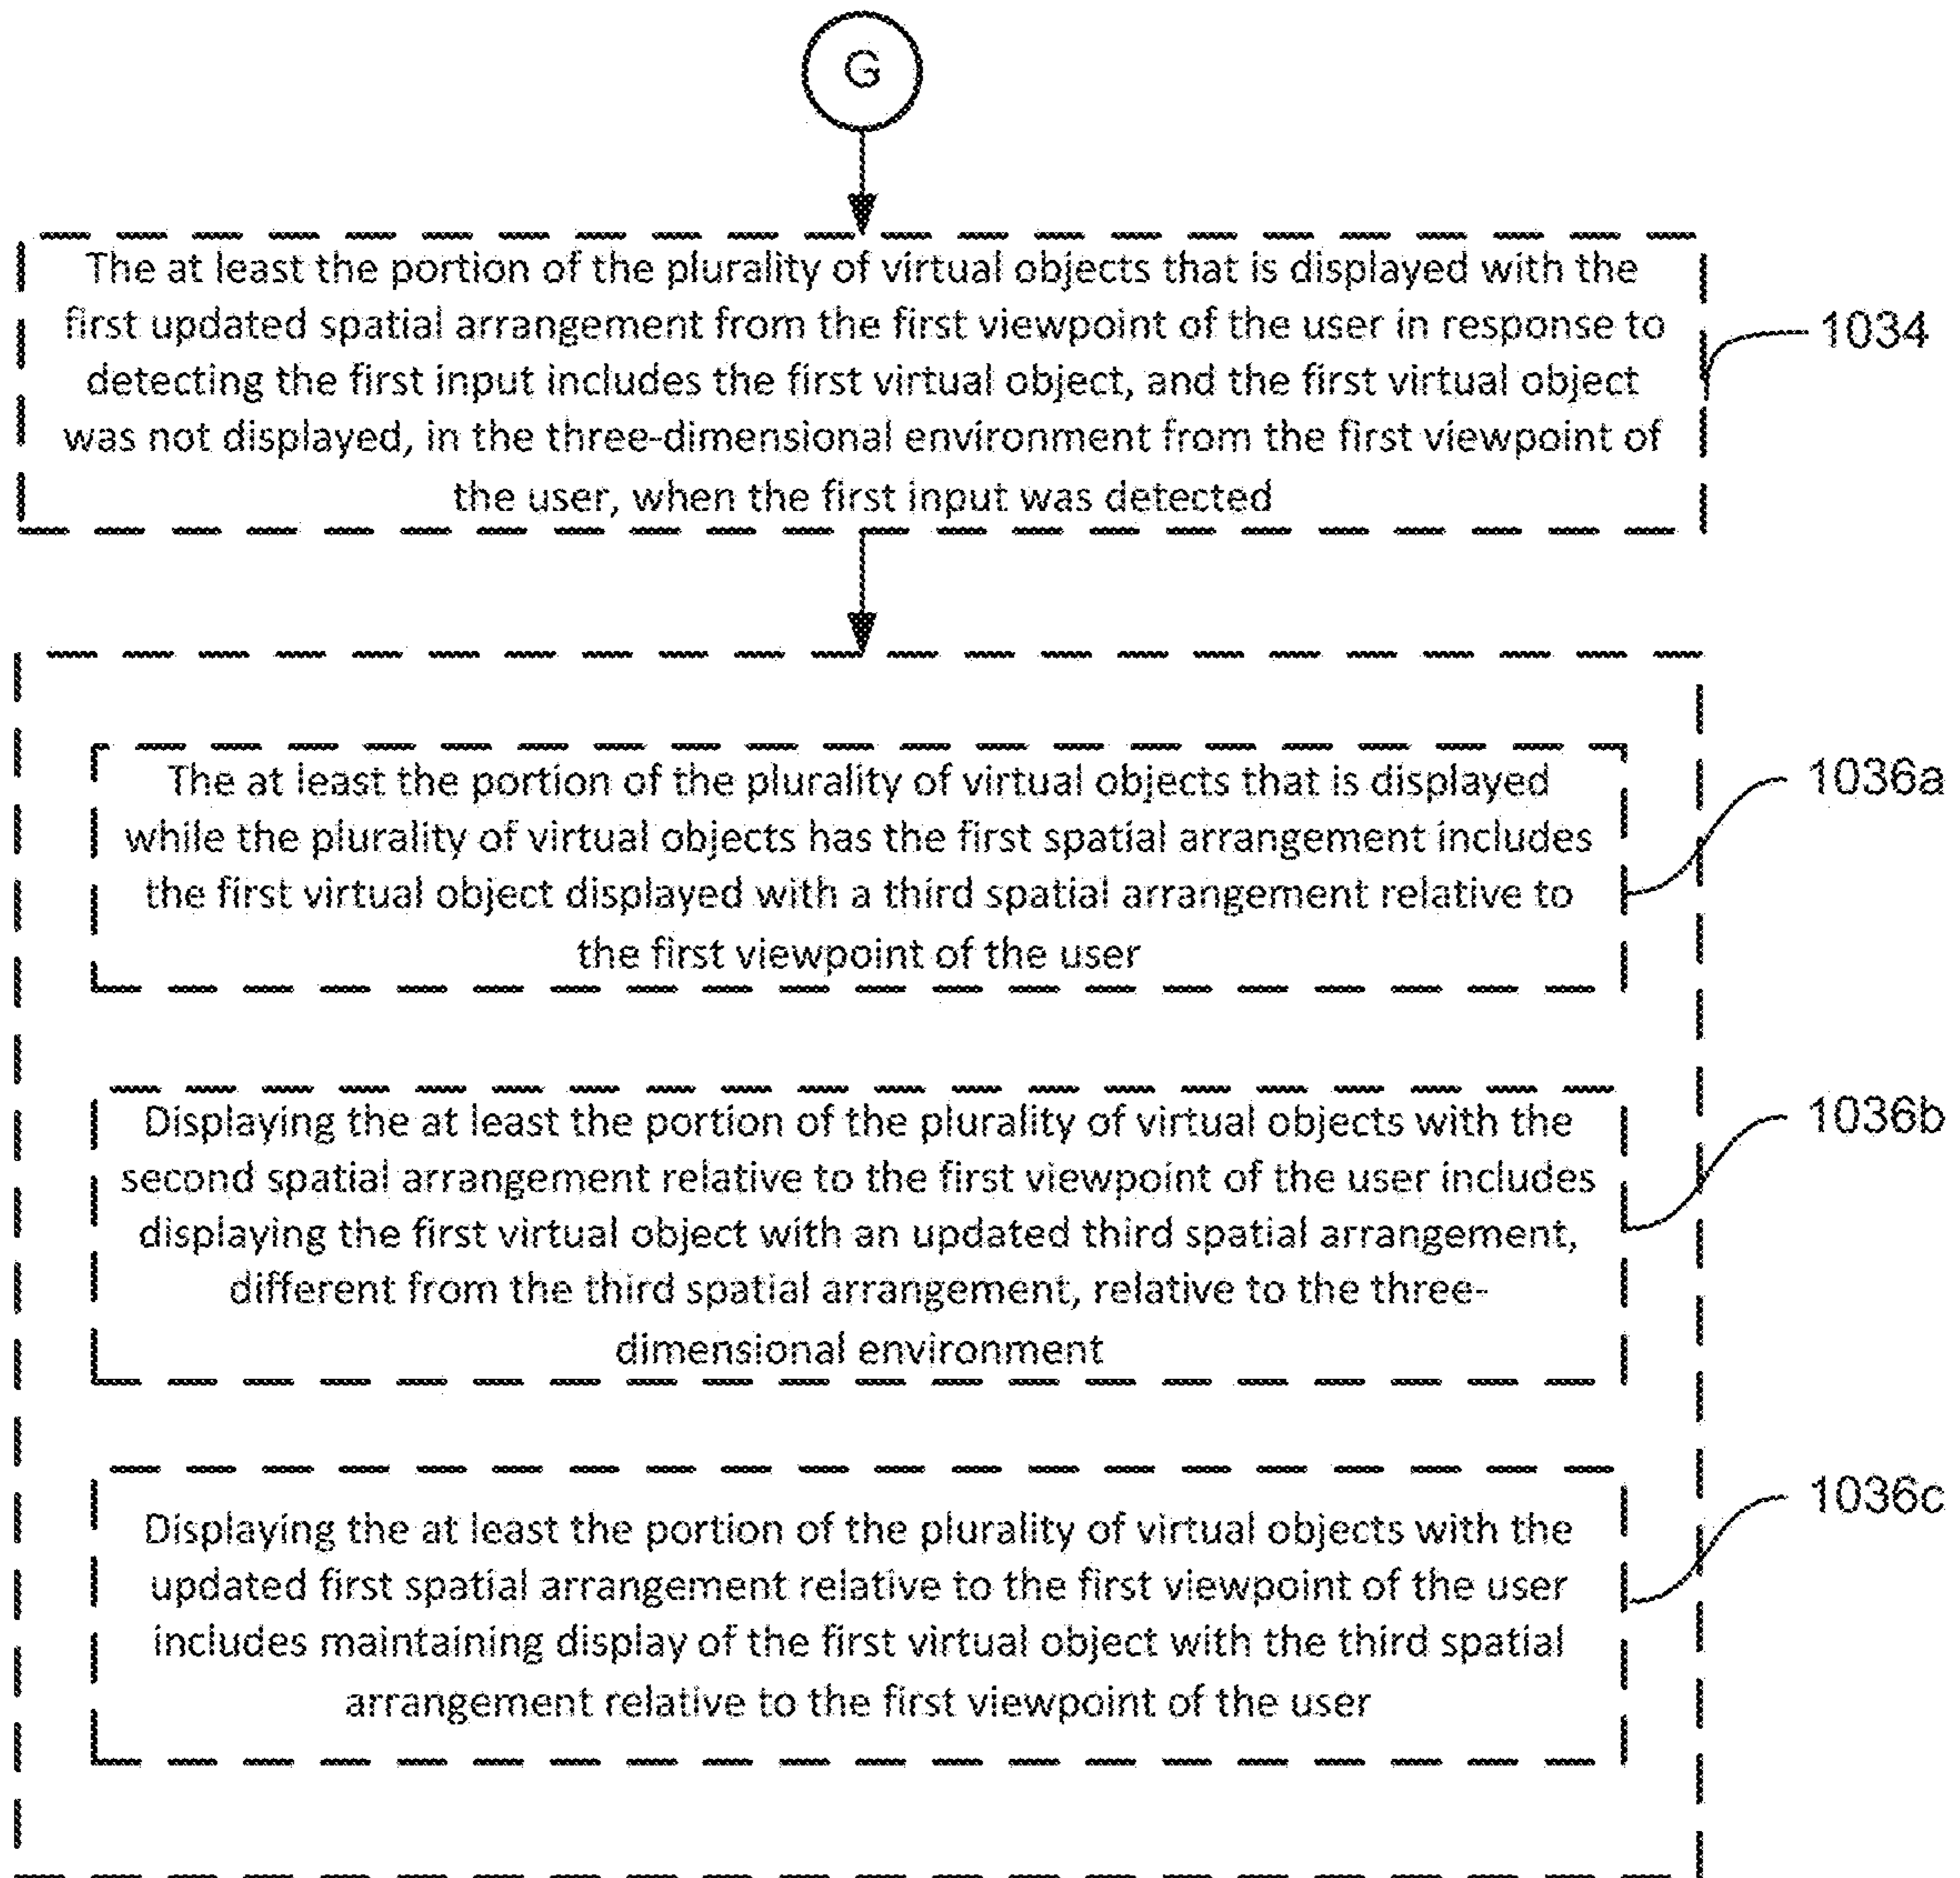 G
The at least the portion of the plurality of virtual objects that is displayed with the
first updated spatial arrangement from the first viewpoint of the user in response to
detecting the first input includes the first virtual object, and the first virtual object
was not displayed, in the three-dimensional environment from the first viewpoint of
the user, when the first input was detected
1034
The at least the portion of the plurality of virtual objects that is displayed
while the plurality of virtual objects has the first spatial arrangement includes
the first virtual object displayed with a third spatial arrangement relative to
the first viewpoint of the user
1036a
Displaying the at least the portion of the plurality of virtual objects with the
second spatial arrangement relative to the first viewpoint of the user includes
displaying the first virtual object with an updated third spatial arrangement,
different from the third spatial arrangement, relative to the three-
dimensional environment
1036b
Displaying the at least the portion of the plurality of virtual objects with the
updated first spatial arrangement relative to the first viewpoint of the user
includes maintaining display of the first virtual object with the third spatial
arrangement relative to the first viewpoint of the user
1036c